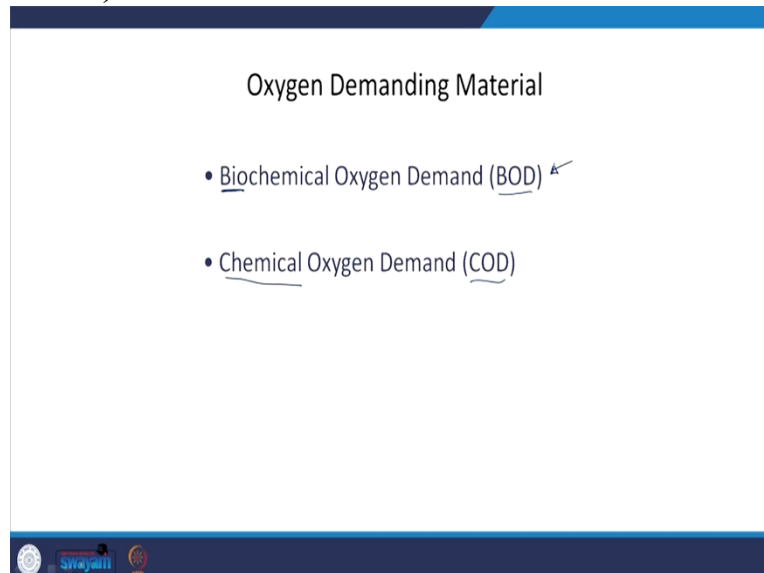 Oxygen Demanding Material
• Biochemical Oxygen Demand (BOD)
• Chemical Oxygen Demand (COD)
swayam